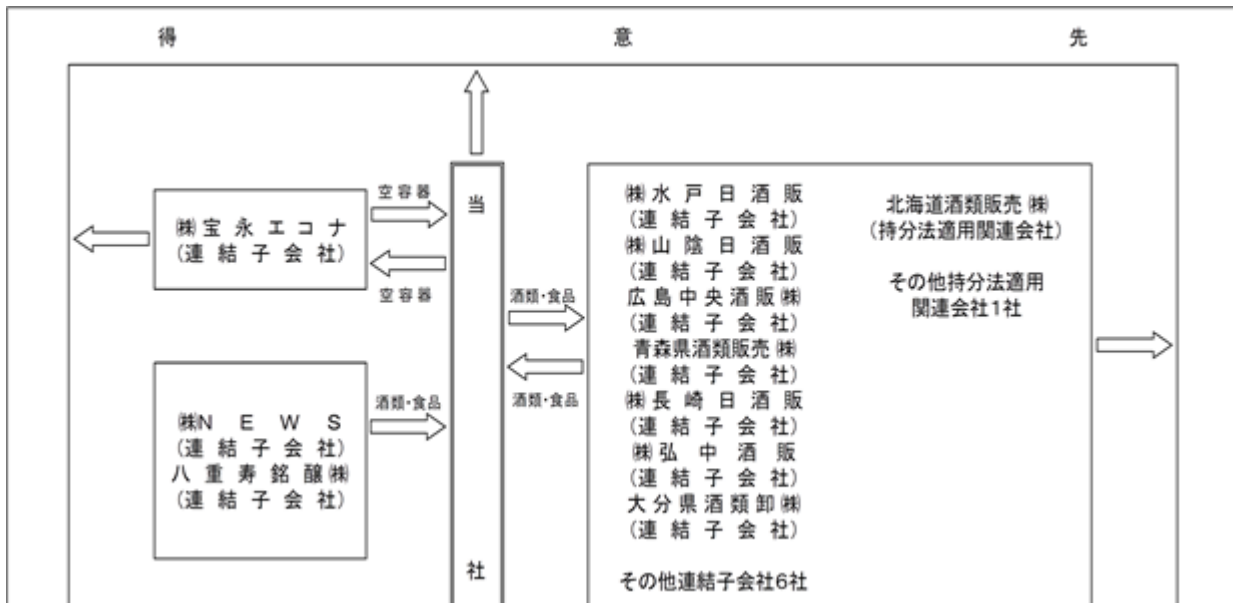 得意先
空容器
㈱宝永エコナ
(連結子会社)
空容器
㈱NEWS
(連結子会社)
八重寿銘醸㈱
(連結子会社)
酒類・食品
当社
酒類・食品
酒類・食品
㈱水戸日酒販
(連結子会社)
㈱山陰日酒販
(連結子会社)
広島中央酒販㈱
(連結子会社)
青森県酒類販売㈱
(連結子会社)
㈱長崎日酒販
(連結子会社)
㈱弘中酒販
(連結子会社)
大分県酒類卸㈱
(連結子会社)
その他連結子会社6社
北海道酒類販売㈱
(持分法適用関連会社)
その他持分法適用
関連会社1社